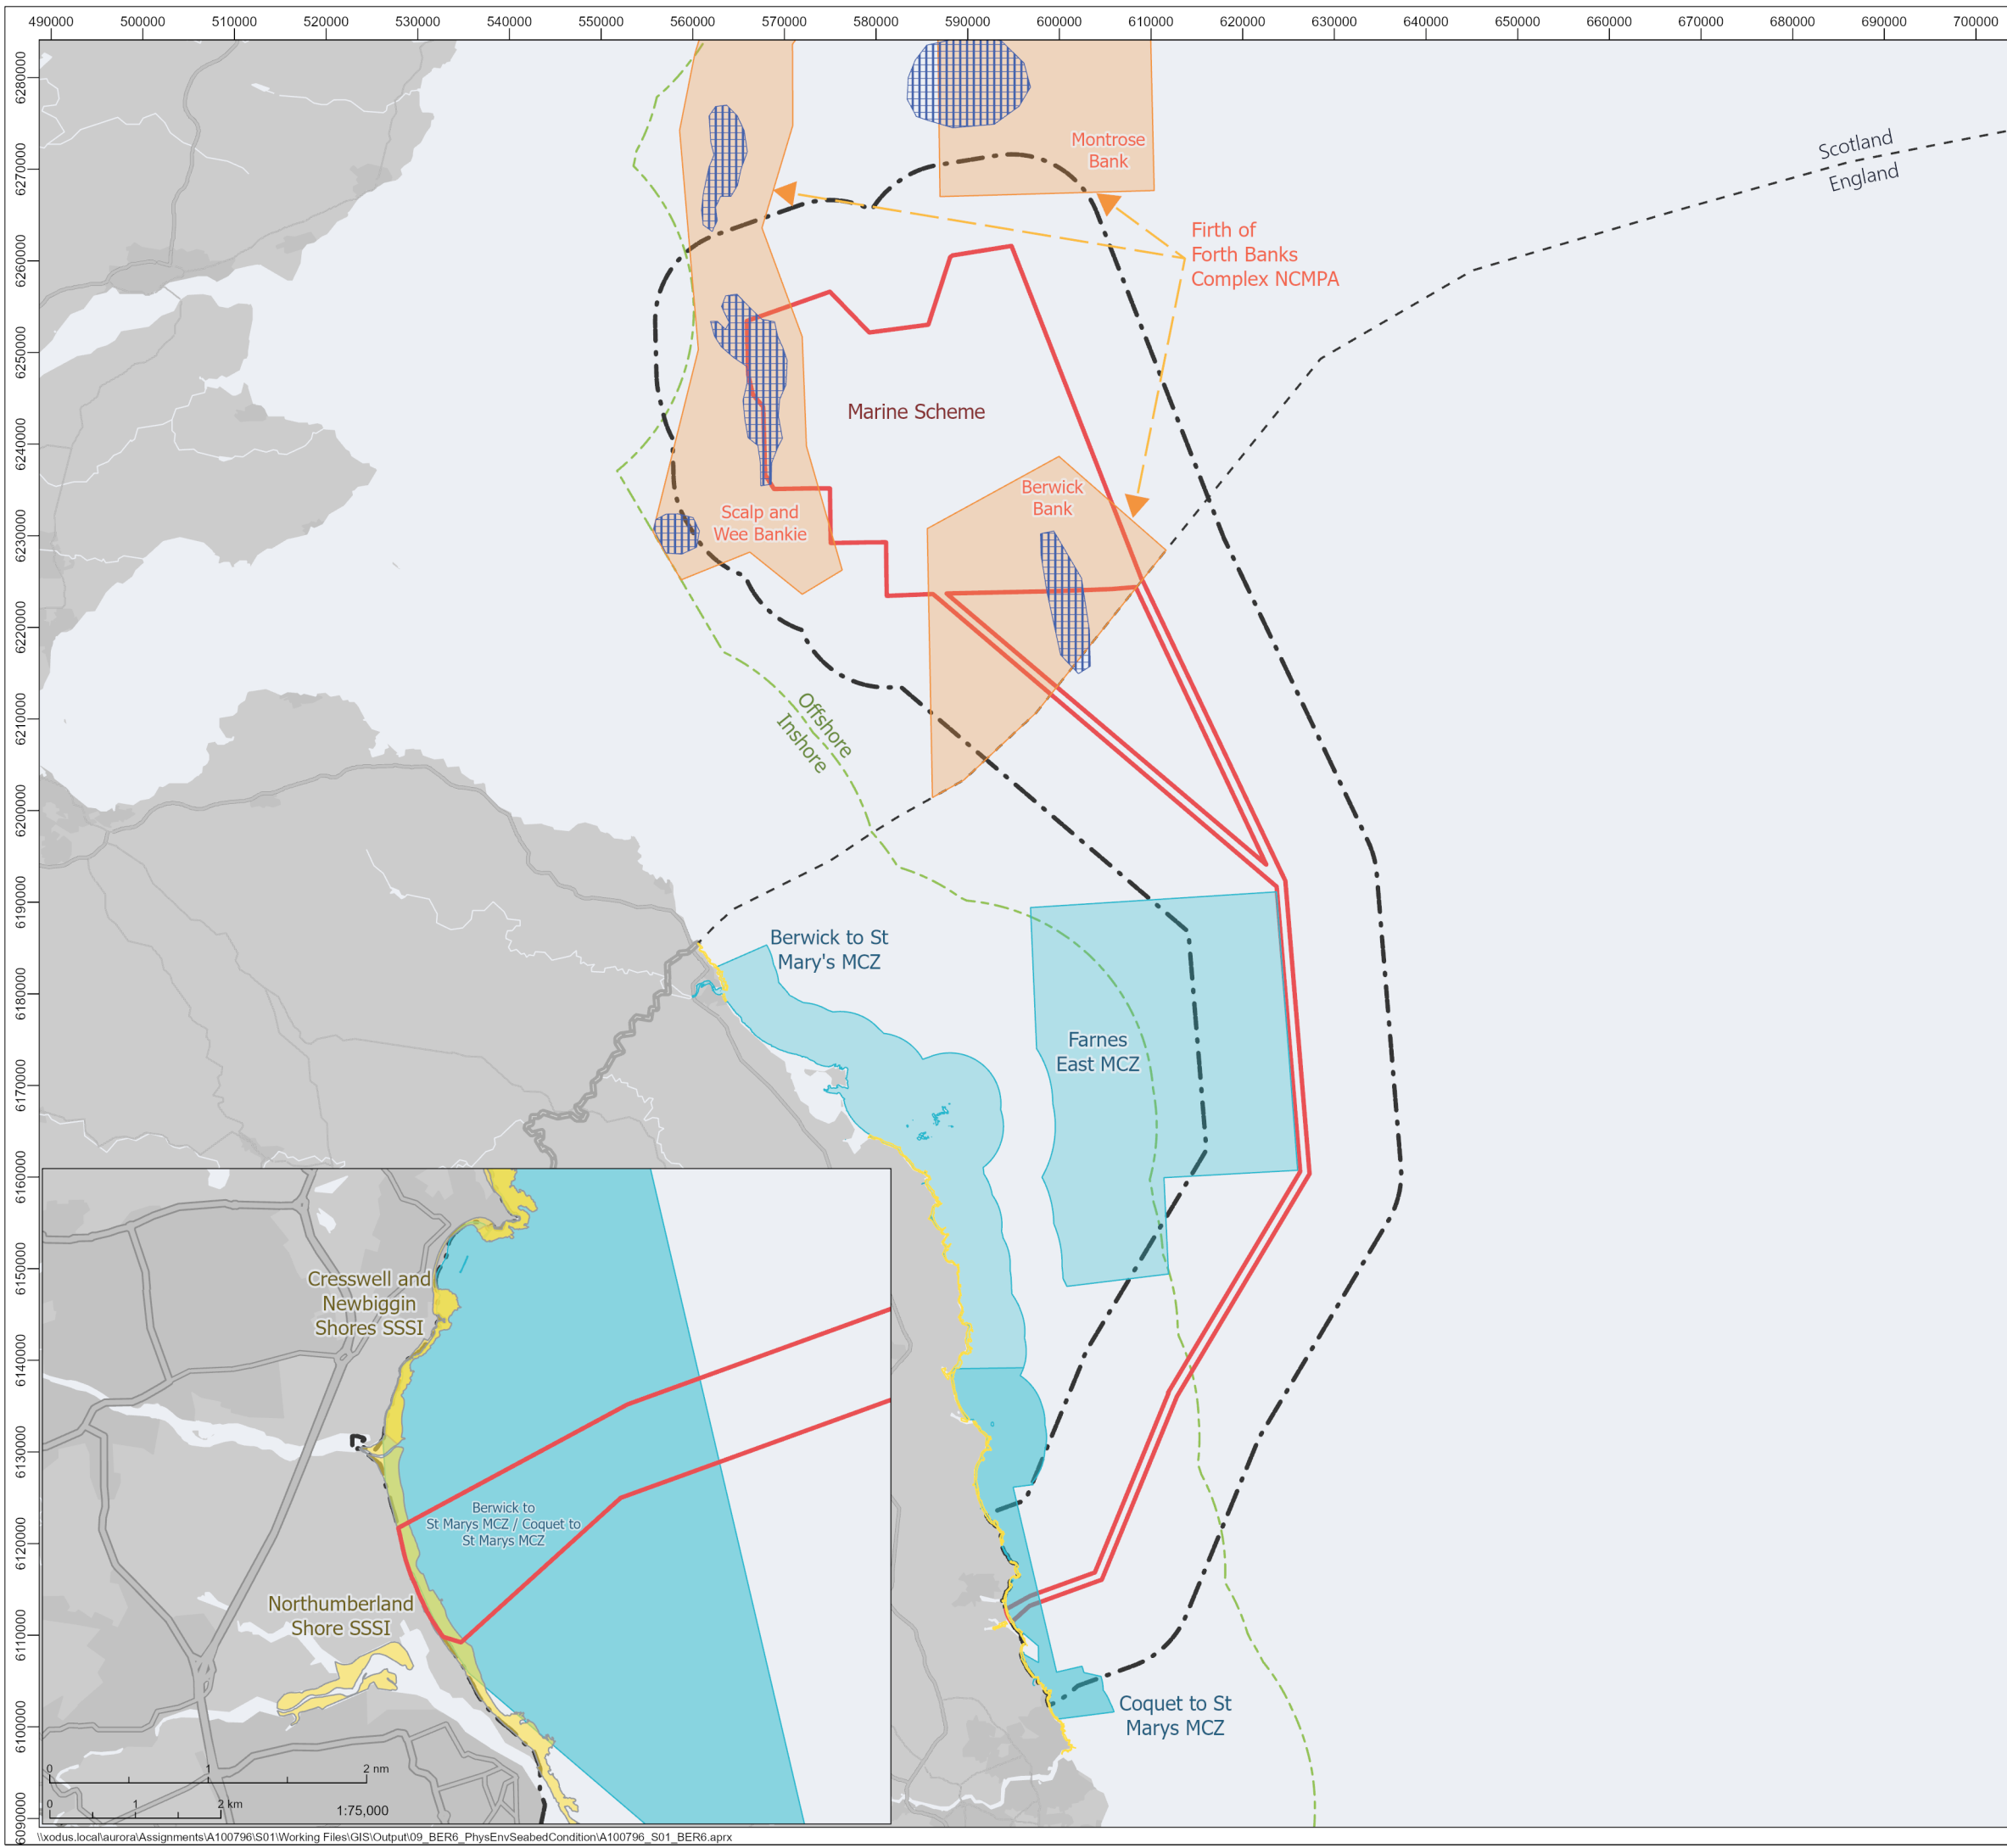 490000 500000 510000 520000 530000 540000 550000 560000 570000 580000 590000 600000 610000 620000 630000 640000 650000 660000 670000 680000 690000 700000
6280000
6270000
6260000
6250000
6240000
6230000
6220000
6210000
6200000
6190000
6180000
6170000
6160000
6150000
6140000
6130000
6120000
6110000
6100000
6090000
Montrose
Bank
Scotland
England
Firth of
Forth Banks
Complex NCMPA
Marine Scheme
Berwick
Bank
Scalp and
Wee Bankie
Offshore
Inshore
Berwick to St
Mary's MCZ
Farnes
East MCZ
Cresswell and
Newbiggin
Shores SSSI
Berwick to
St Marys MCZ / Coquet to
St Marys MCZ
Northumberland
Shore SSSI
Coquet to St
Marys MCZ
0 1 2 nm
0 1 2 km
1:75,000
\\xodus.local\aurora\Assignments\A100796\S01\Working Files\GIS\Output\09_BER6_PhysEnvSeabedCondition\A100796_S01_BER6.aprx